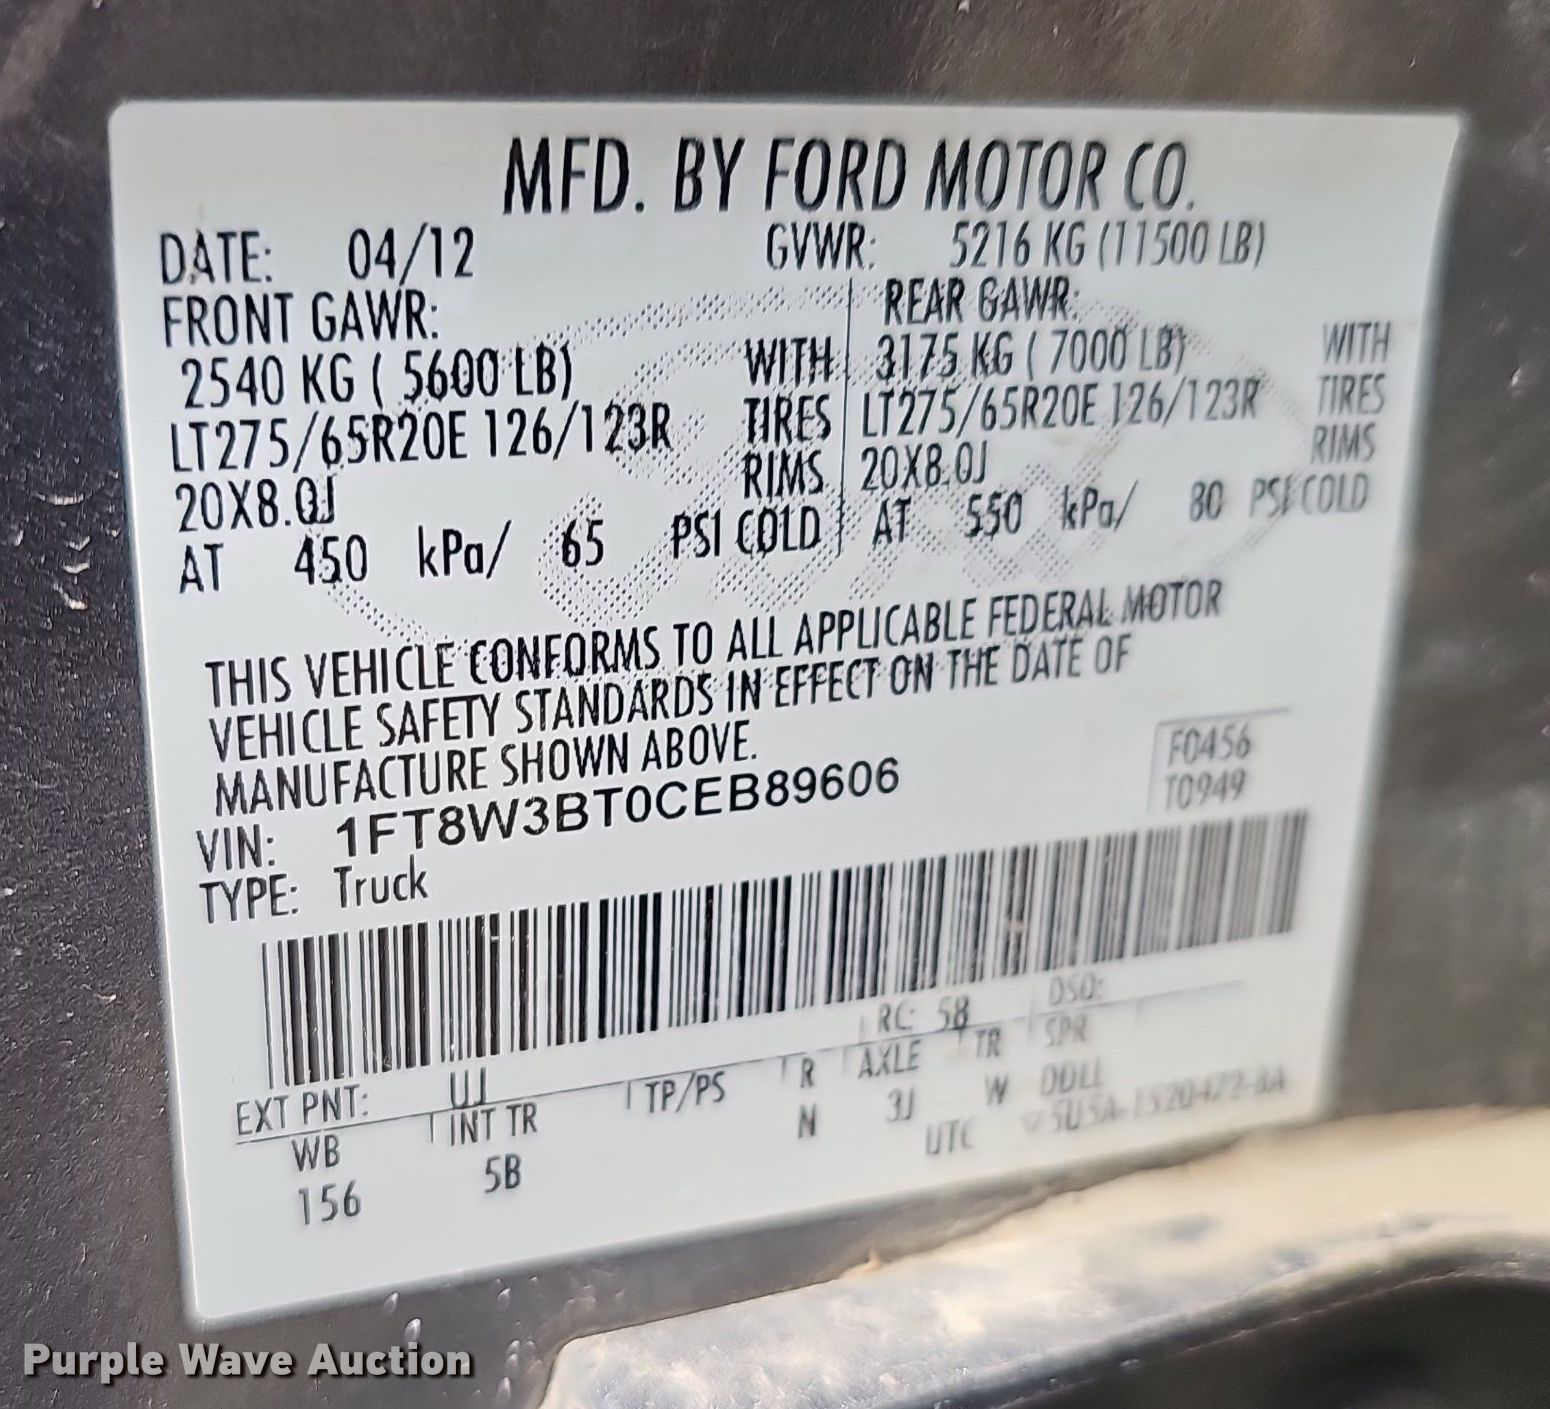 MFD. BY FORD MOTOR CO.
DATE: 04/12 GVWR: 5216 KG (11500 LB)
FRONT GAWR: REAR GAWR:
2540 KG ( 5600 LB) WITH 3175 KG ( 7000 LB) WITH
LT275/65R20E 126/123R TIRES LT275/65R20E 126/123R TIRES
20X8.0J RIMS 20X8.0J RIMS
AT 450 kPa/ 65 PSI COLD AT 550 kPa/ 80 PSI COLD
THIS VEHICLE CONFORMS TO ALL APPLICABLE FEDERAL MOTOR
VEHICLE SAFETY STANDARDS IN EFFECT ON THE DATE OF
MANUFACTURE SHOWN ABOVE.
F0456
T0949
VIN: 1FT8W3BT0CEB89606
TYPE: Truck
EXT PNT: UJ RC: 58 DSO:
WB INT TR TP/PS R AXLE TR SPR
156 5B N 3J W DDLL
UTC
Purple Wave Auction